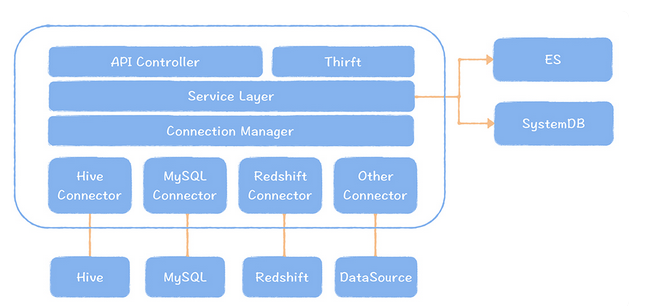 API Controller
Thirft
ES
Service Layer
SystemDB
Connection Manager
Hive
Connector
MySQL
Connector
Redshift
Connector
Other
Connector
Hive
MySQL
Redshift
DataSource